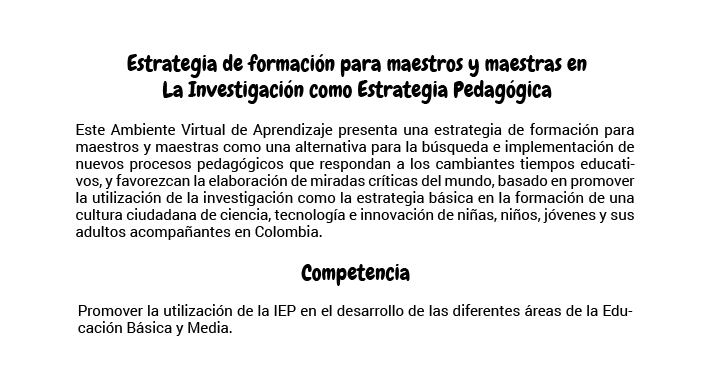 Estrategia de formación para maestros y maestras en
La Investigación como Estrategia Pedagógica
Este Ambiente Virtual de Aprendizaje presenta una estrategia de formación para
maestros y maestras como una alternativa para la búsqueda e implementación de
nuevos procesos pedagógicos que respondan a los cambiantes tiempos educati-
vos, y favorezcan la elaboración de miradas críticas del mundo, basado en promover
la utilización de la investigación como la estrategia básica en la formación de una
cultura ciudadana de ciencia, tecnología e innovación de niñas, niños, jóvenes y sus
adultos acompañantes en Colombia.
Competencia
Promover la utilización de la IEP en el desarrollo de las diferentes áreas de la Edu-
cación Básica y Media.